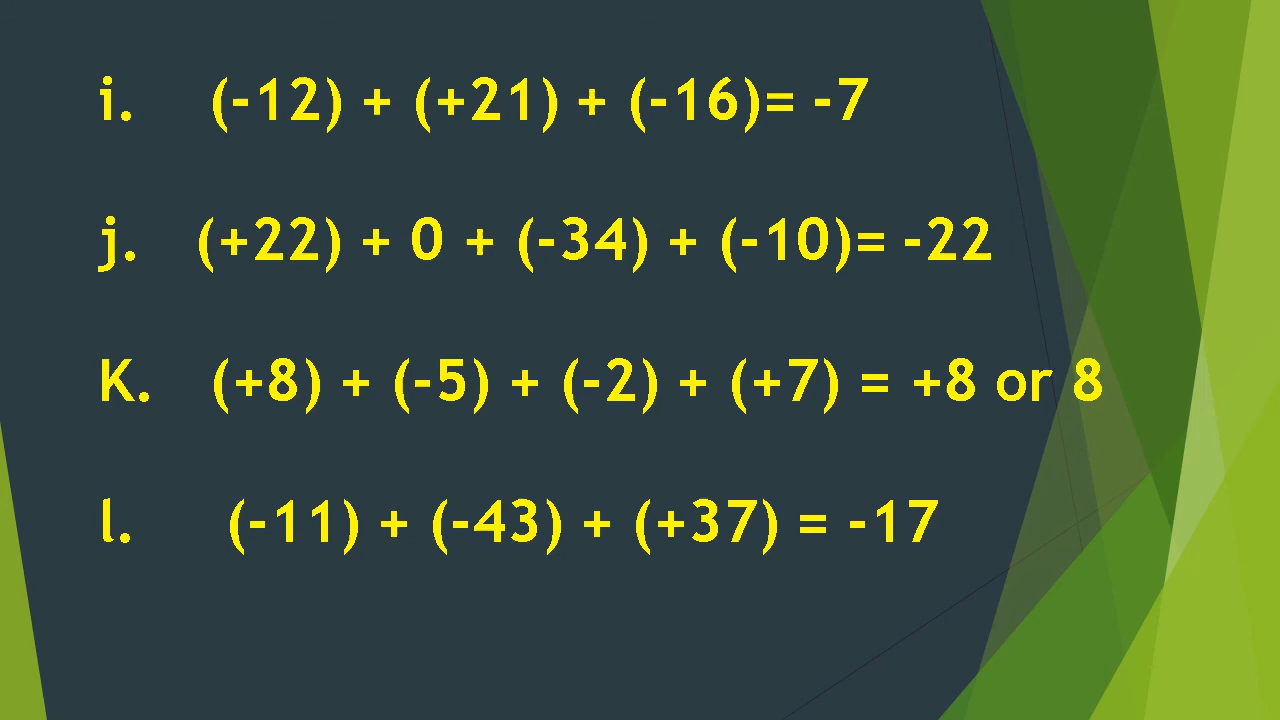 i. (-12) + (+21) + (-16)= -7
j. (+22) + 0 + (-34) + (-10)= -22
K. (+8) + (-5) + (-2) + (+7) = +8 or 8
l. (-11) + (-43) + (+37) = -17